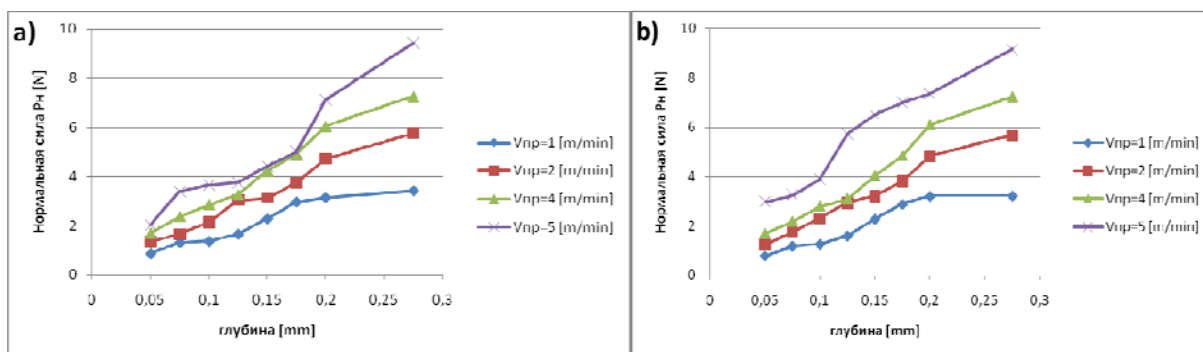 a)
Нормальная сила Рн [N]
10
8
6
4
2
0
0
0,05
0,1
0,15
0,2
0,25
0,3
глубина [mm]
Vпр=1 [m/min]
Vпр=2 [m/min]
Vпр=4 [m/min]
Vпр=5 [m/min]
b)
Нормальная сила Рн [N]
10
8
6
4
2
0
0
0,05
0,1
0,15
0,2
0,25
0,3
глубина [mm]
Vпр=1 [m/min]
Vпр=2 [m/min]
Vпр=4 [m/min]
Vпр=5 [m/min]